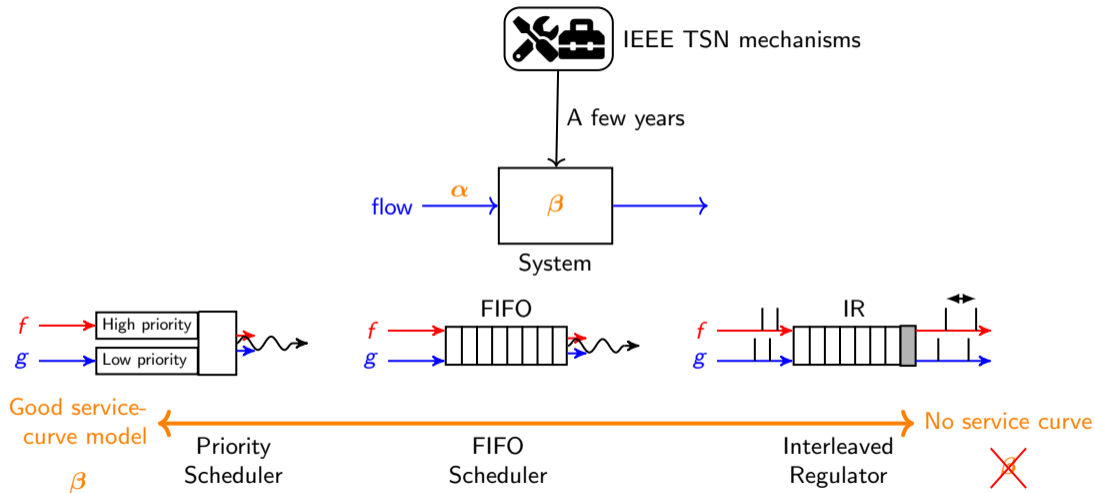 IEEE TSN mechanisms
A few years
flow
α
β
System
f
High priority
g
Low priority
FIFO
f
g
IR
f
g
Good service-
curve model
β
Priority
Scheduler
FIFO
Scheduler
Interleaved
Regulator
No service curve
β